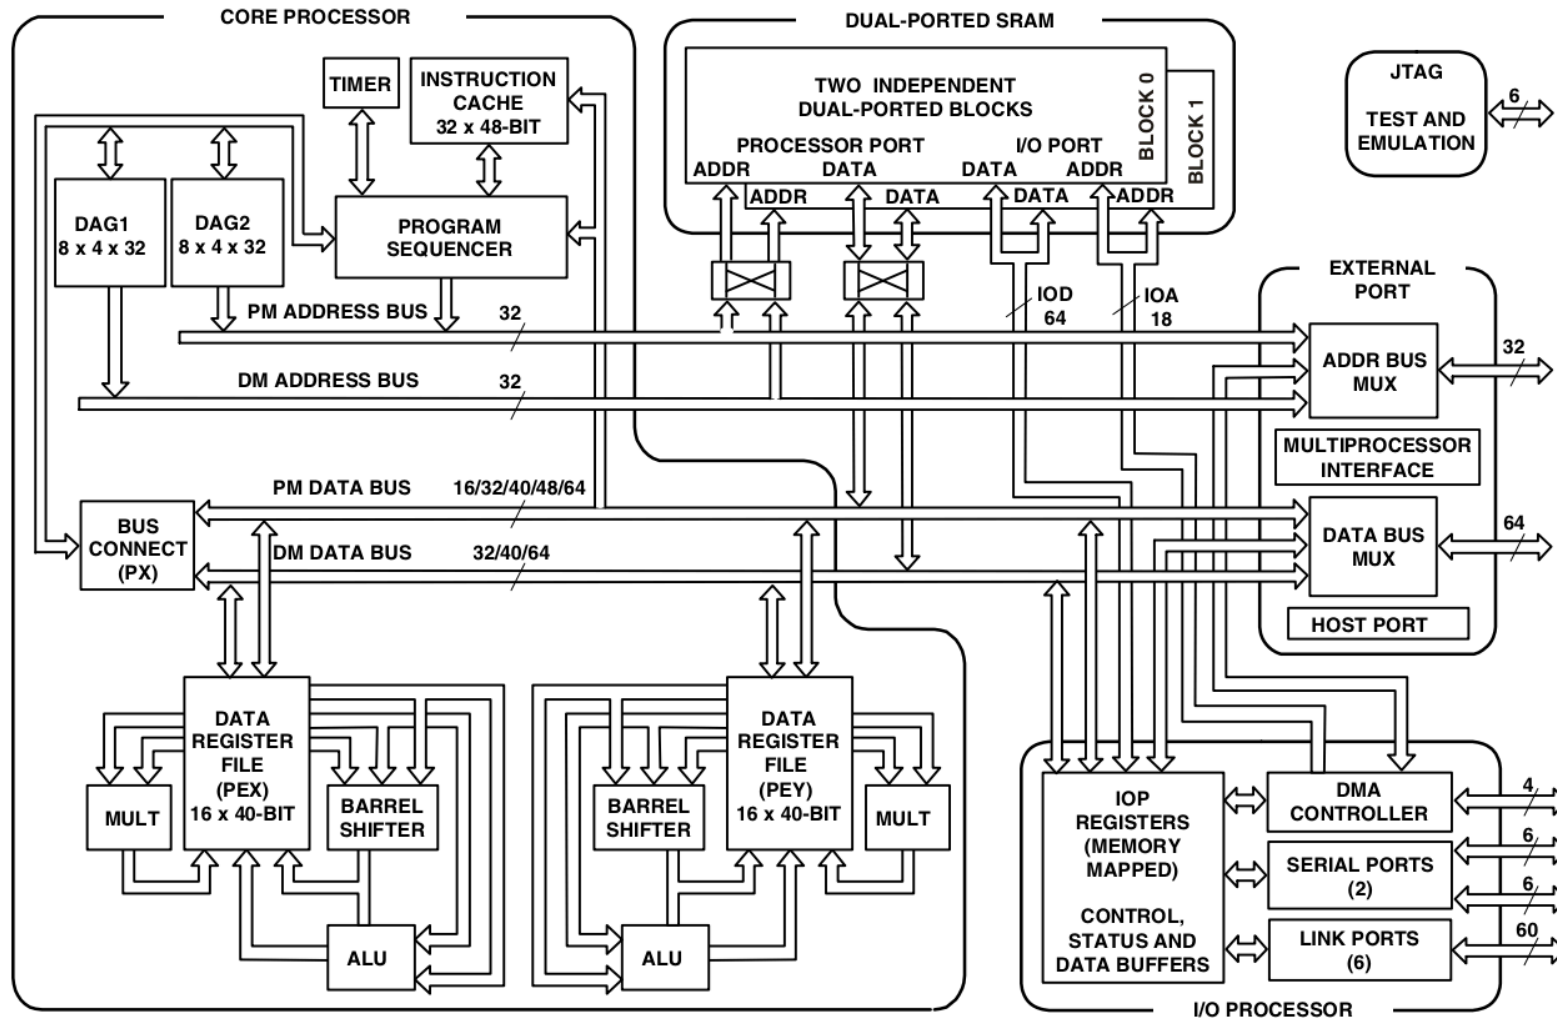 CORE PROCESSOR
TIMER
INSTRUCTION
CACHE
32 x 48-BIT
DAG1
8 x 4 x 32
DAG2
8 x 4 x 32
PROGRAM
SEQUENCER
PM ADDRESS BUS
32
DM ADDRESS BUS
32
PM DATA BUS
16/32/40/48/64
BUS
CONNECT
(PX)
DM DATA BUS
32/40/64
DATA
REGISTER
FILE
(PEX)
16 x 40-BIT
MULT
BARREL
SHIFTER
ALU
BARREL
SHIFTER
DATA
REGISTER
FILE
(PEY)
16 x 40-BIT
MULT
ALU
DUAL-PORTED SRAM
TWO INDEPENDENT
DUAL-PORTED BLOCKS
BLOCK 0
BLOCK 1
PROCESSOR PORT
I/O PORT
ADDR
DATA
DATA
ADDR
ADDR
DATA
DATA
ADDR
IOD
64
IOA
18
JTAG
TEST AND
EMULATION
6
EXTERNAL
PORT
ADDR BUS
MUX
32
MULTIPROCESSOR
INTERFACE
DATA BUS
MUX
64
HOST PORT
IOP
REGISTERS
(MEMORY
MAPPED)
CONTROL,
STATUS AND
DATA BUFFERS
DMA
CONTROLLER
4
SERIAL PORTS
(2)
6
6
LINK PORTS
(6)
60
I/O PROCESSOR